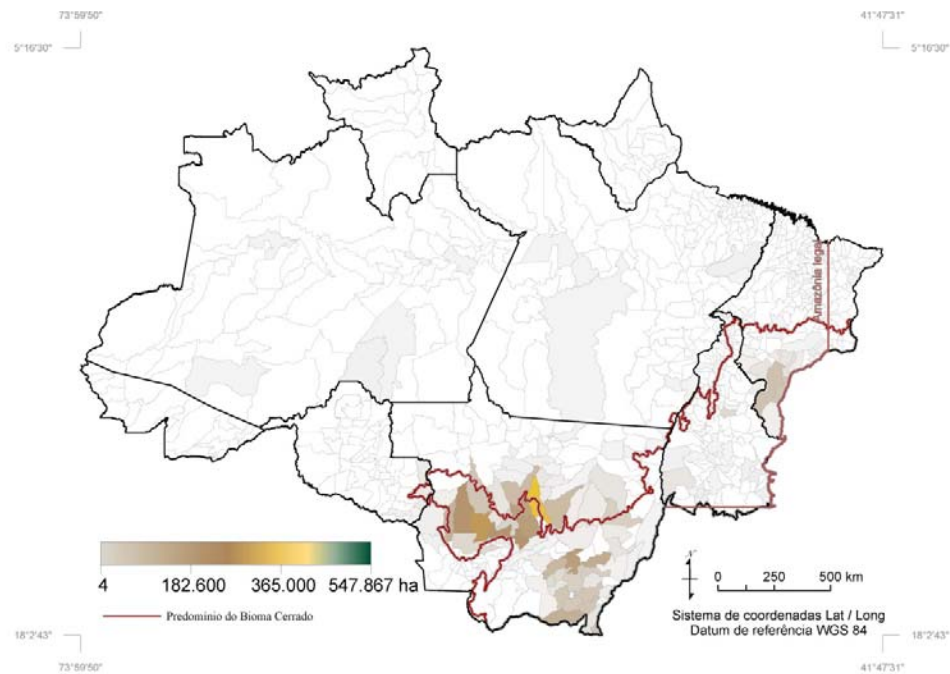 73°59'50"
41°47'31"
5°16'30"
5°16'30"
Amazônia legal
4
182.600
365.000
547.867 ha
Predominio do Bioma Cerrado
N
0
250
500 km
Sistema de coordenadas Lat / Long
Datum de referência WGS 84
18°2'43"
18°2'43"
73°59'50"
41°47'31"